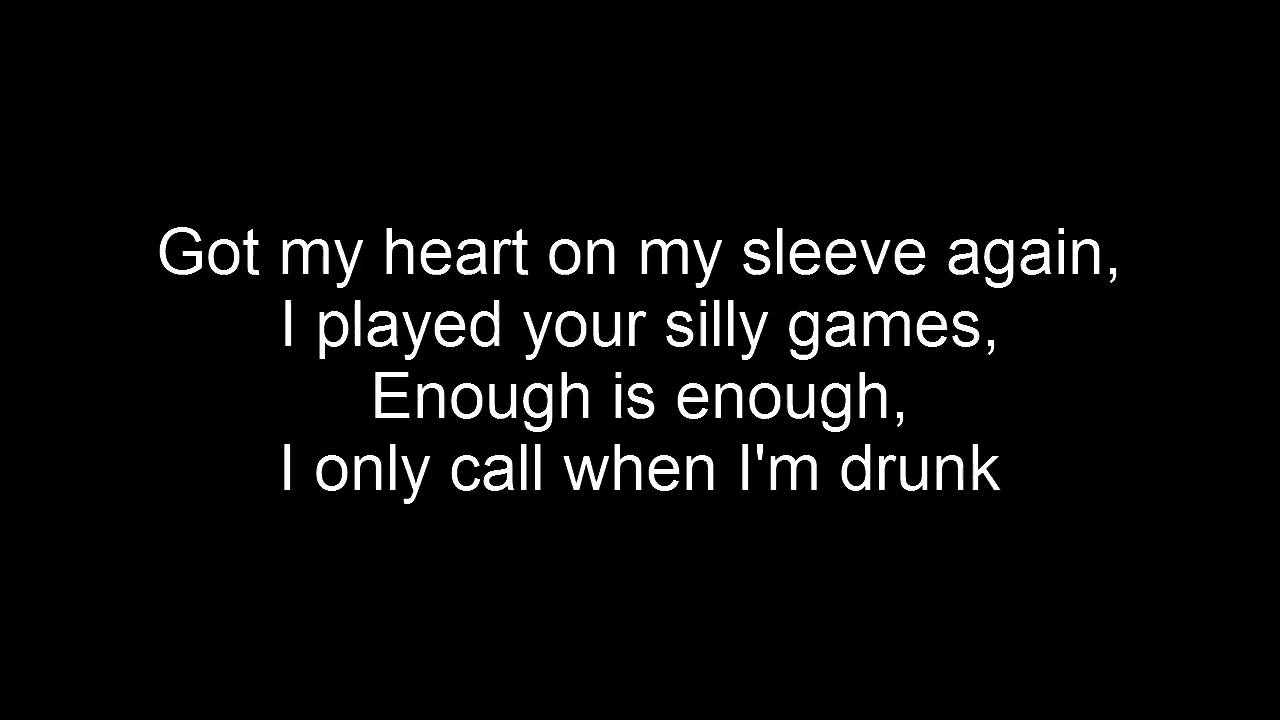 Got my heart on my sleeve again,
I played your silly games,
Enough is enough,
I only call when I'm drunk